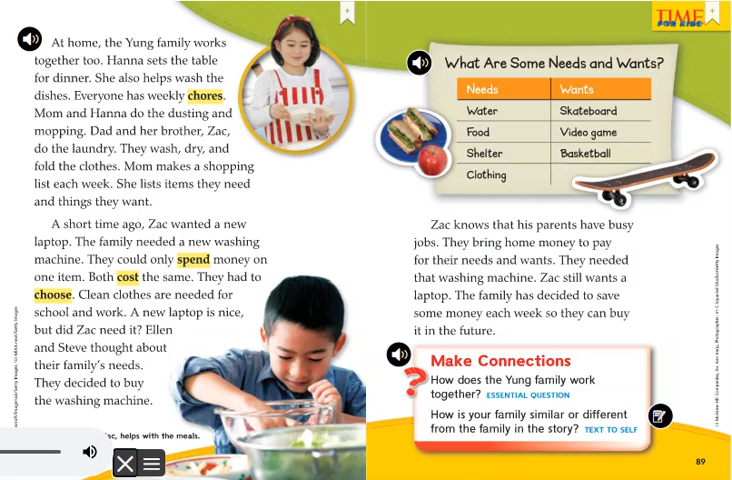 At home, the Yung family works
together too. Hanna sets the table
for dinner. She also helps wash the
dishes. Everyone has weekly chores.
Mom and Hanna do the dusting and
mopping. Dad and her brother, Zac,
do the laundry. They wash, dry, and
fold the clothes. Mom makes a shopping
list each week. She lists items they need
and things they want.
A short time ago, Zac wanted a new
laptop. The family needed a new washing
machine. They could only spend money on
one item. Both cost the same. They had to
choose. Clean clothes are needed for
school and work. A new laptop is nice,
but did Zac need it? Ellen
and Steve thought about
their family's needs.
They decided to buy
the washing machine.
helps with the meals.
TIME
FOR KIDS
What Are Some Needs and Wants?
Needs Wants
Water Skateboard
Food Video game
Shelter Basketball
Clothing
Zac knows that his parents have busy
jobs. They bring home money to pay
for their needs and wants. They needed
that washing machine. Zac still wants a
laptop. The family has decided to save
some money each week so they can buy
it in the future.
Make Connections
How does the Yung family work
together? ESSENTIAL QUESTION
How is your family similar or different
from the family in the story? TEXT TO SELF
89